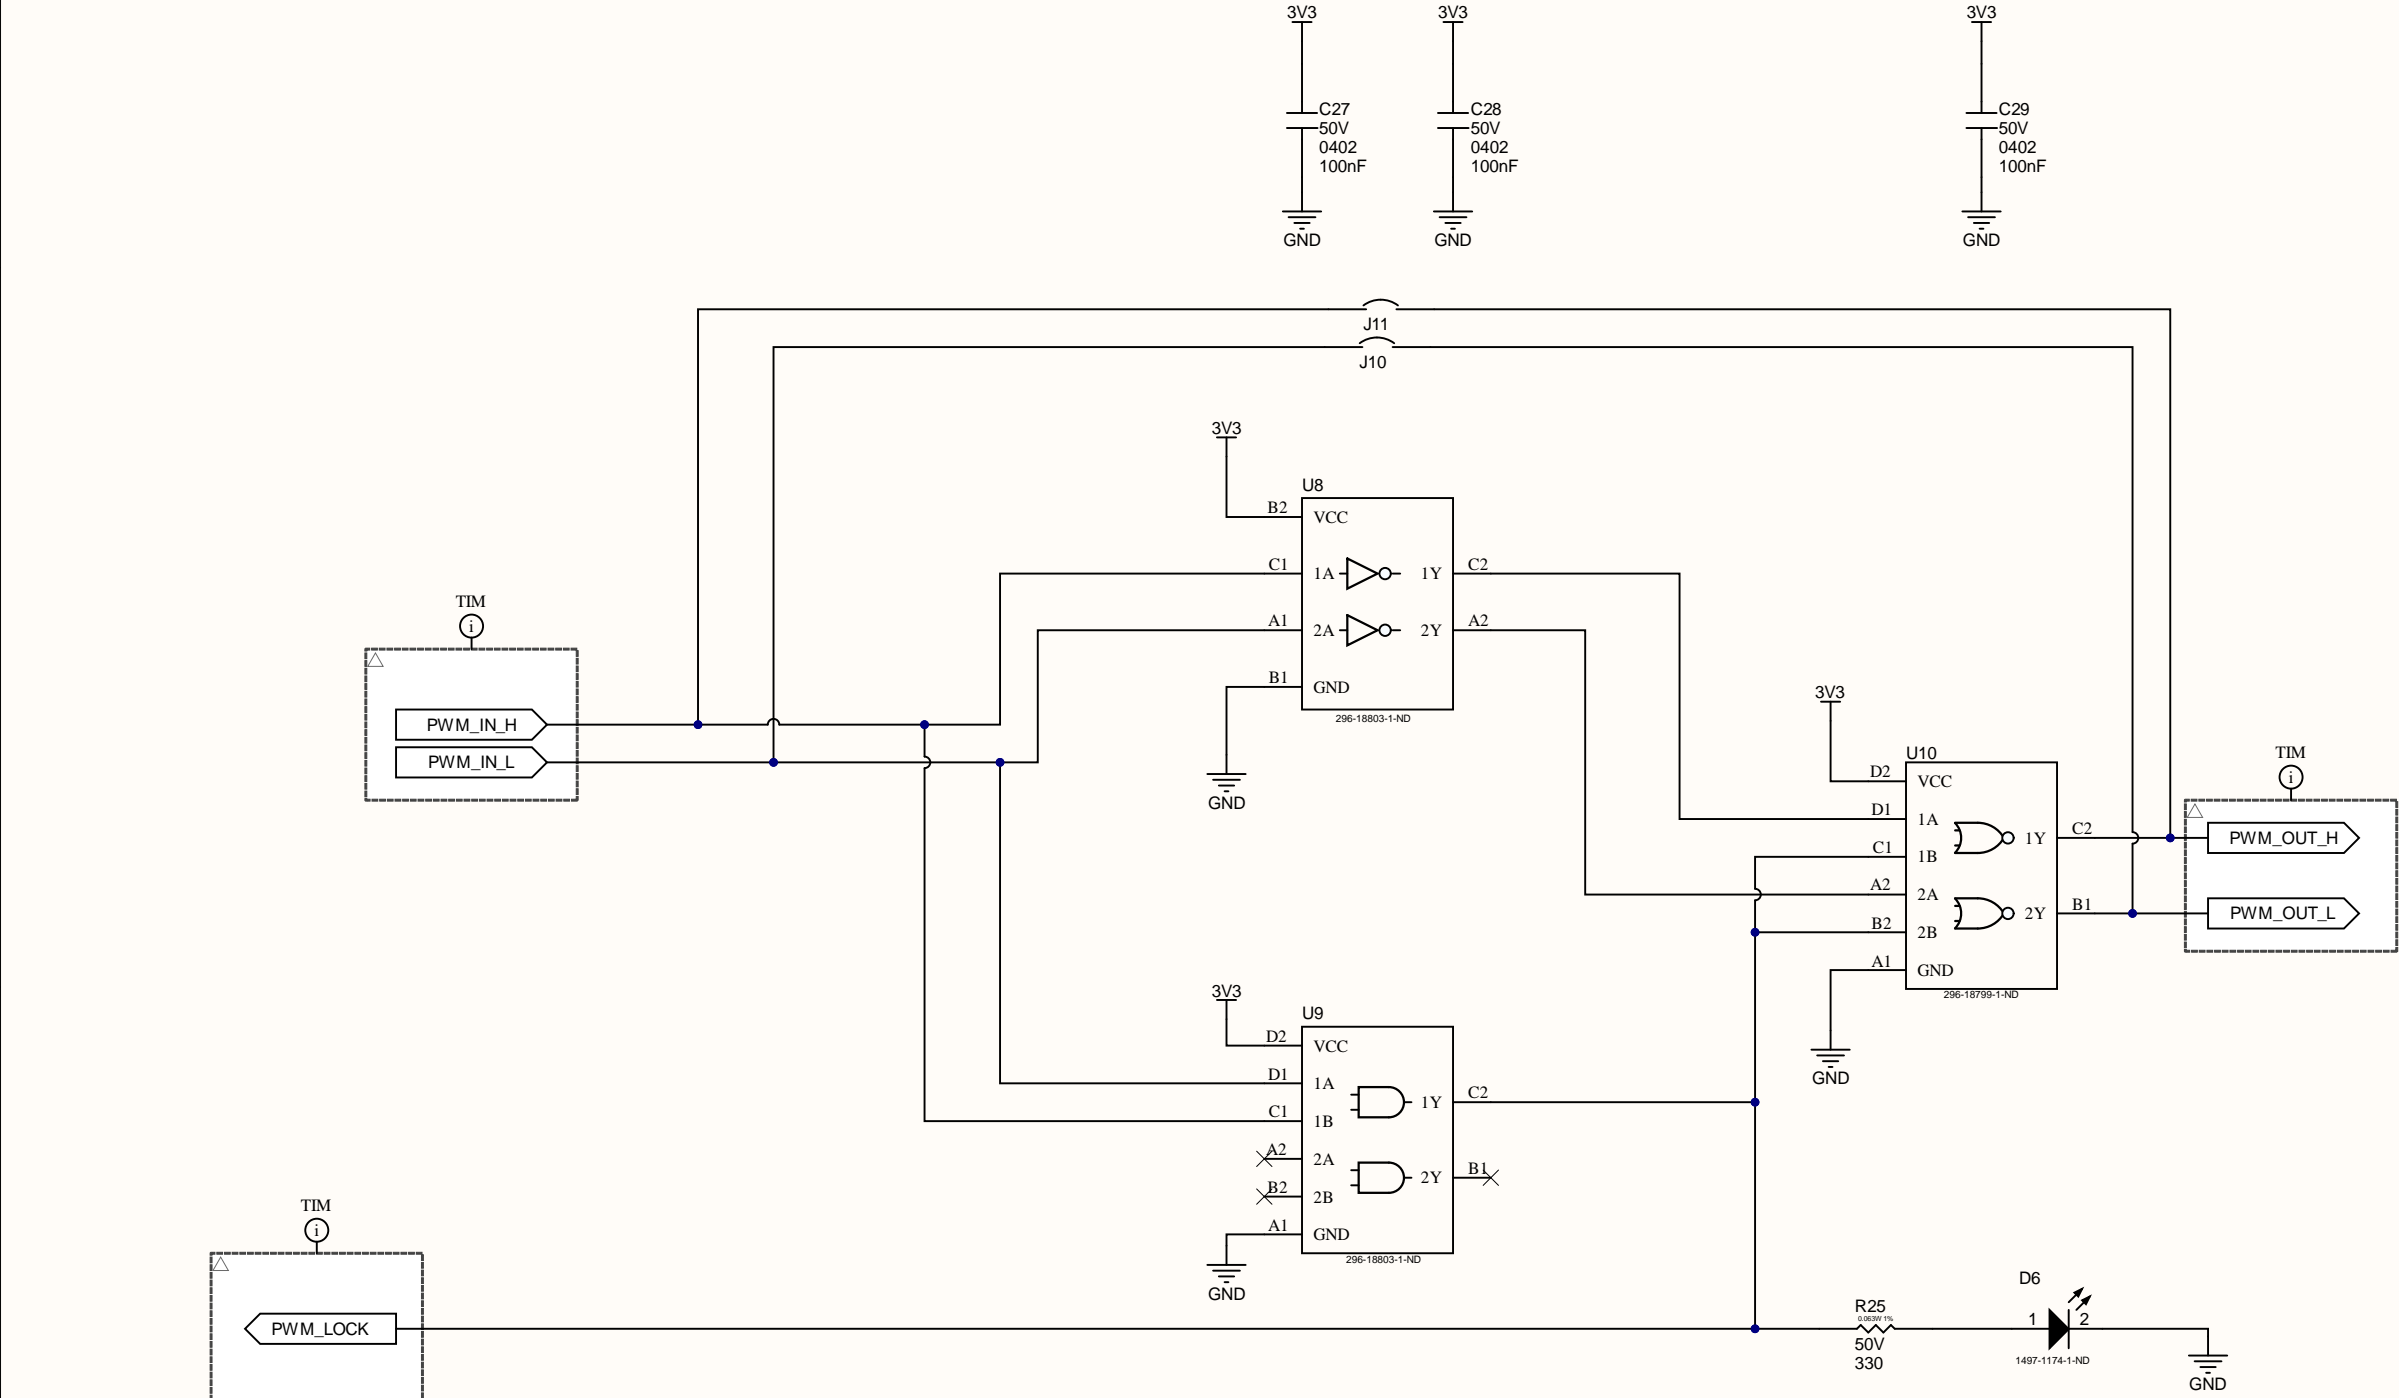 3V3
3V3
3V3
C27
50V
0402
100nF
C28
50V
0402
100nF
C29
50V
0402
100nF
GND
GND
GND
J11
J10
3V3
U8
B2 VCC
C1 1A 1Y C2
A1 2A 2Y A2
B1 GND
296-18803-1-ND
GND
TIM
i
PWM_IN_H
PWM_IN_L
3V3
U10
D2 VCC
D1 1A
1Y C2
C1 1B
A2 2A
2Y B1
B2 2B
A1 GND
296-18799-1-ND
GND
TIM
i
PWM_OUT_H
PWM_OUT_L
3V3
U9
D2 VCC
D1 1A
1Y C2
C1 1B
A2 2A
2Y B1
B2 2B
A1 GND
296-18803-1-ND
GND
TIM
i
PWM_LOCK
R25
0.063W 1%
50V
330
D6
1 2
1497-1174-1-ND
GND